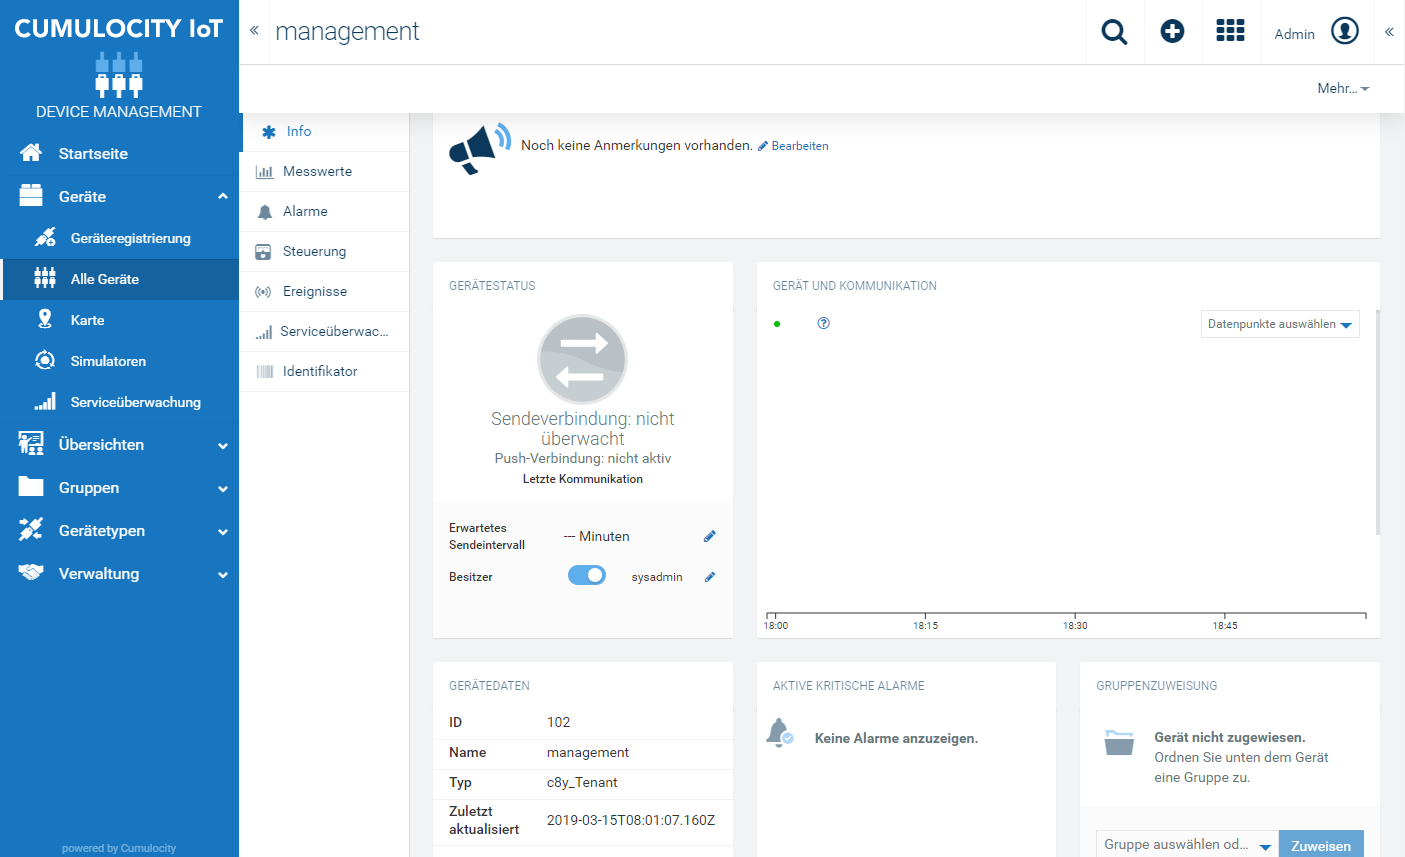 CUMULOCITY IoT
DEVICE MANAGEMENT
Startseite
Geräte
Geräteregistrierung
Alle Geräte
Karte
Simulatoren
Serviceüberwachung
Übersichten
Gruppen
Gerätetypen
Verwaltung
powered by Cumulocity
«
management
Admin
«
Mehr...
Info
Messwerte
Alarme
Steuerung
Ereignisse
Serviceüberwac...
Identifikator
Noch keine Anmerkungen vorhanden. Bearbeiten
GERÄTESTATUS
Sendeverbindung: nicht
überwacht
Push-Verbindung: nicht aktiv
Letzte Kommunikation
Erwartetes
Sendeintervall
--- Minuten
Besitzer
sysadmin
GERÄT UND KOMMUNIKATION
?
Datenpunkte auswählen
18:00 18:15 18:30 18:45
GERÄTEDATEN
ID 102
Name management
Typ c8y_Tenant
Zuletzt
aktualisiert
2019-03-15T08:01:07.160Z
AKTIVE KRITISCHE ALARME
Keine Alarme anzuzeigen.
GRUPPENZUWEISUNG
Gerät nicht zugewiesen.
Ordnen Sie unten dem Gerät
eine Gruppe zu.
Gruppe auswählen od...
Zuweisen